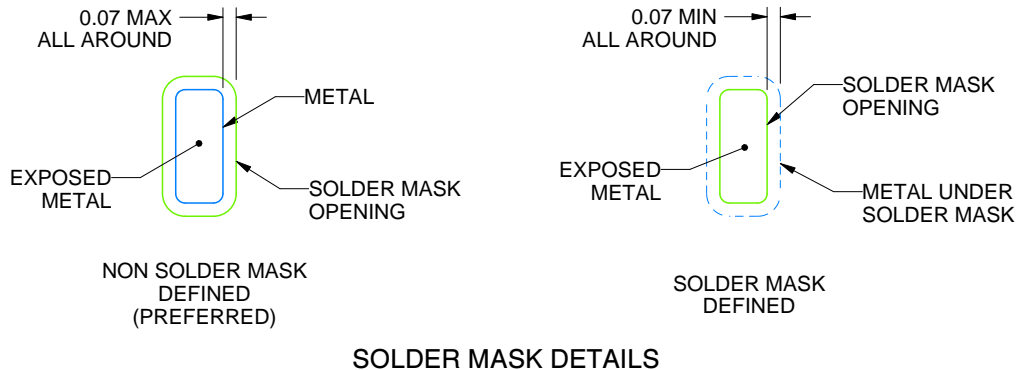 0.07 MAX
ALL AROUND
METAL
EXPOSED
METAL
SOLDER MASK
OPENING
NON SOLDER MASK
DEFINED
(PREFERRED)
0.07 MIN
ALL AROUND
SOLDER MASK
OPENING
EXPOSED
METAL
METAL UNDER
SOLDER MASK
SOLDER MASK
DEFINED
SOLDER MASK DETAILS